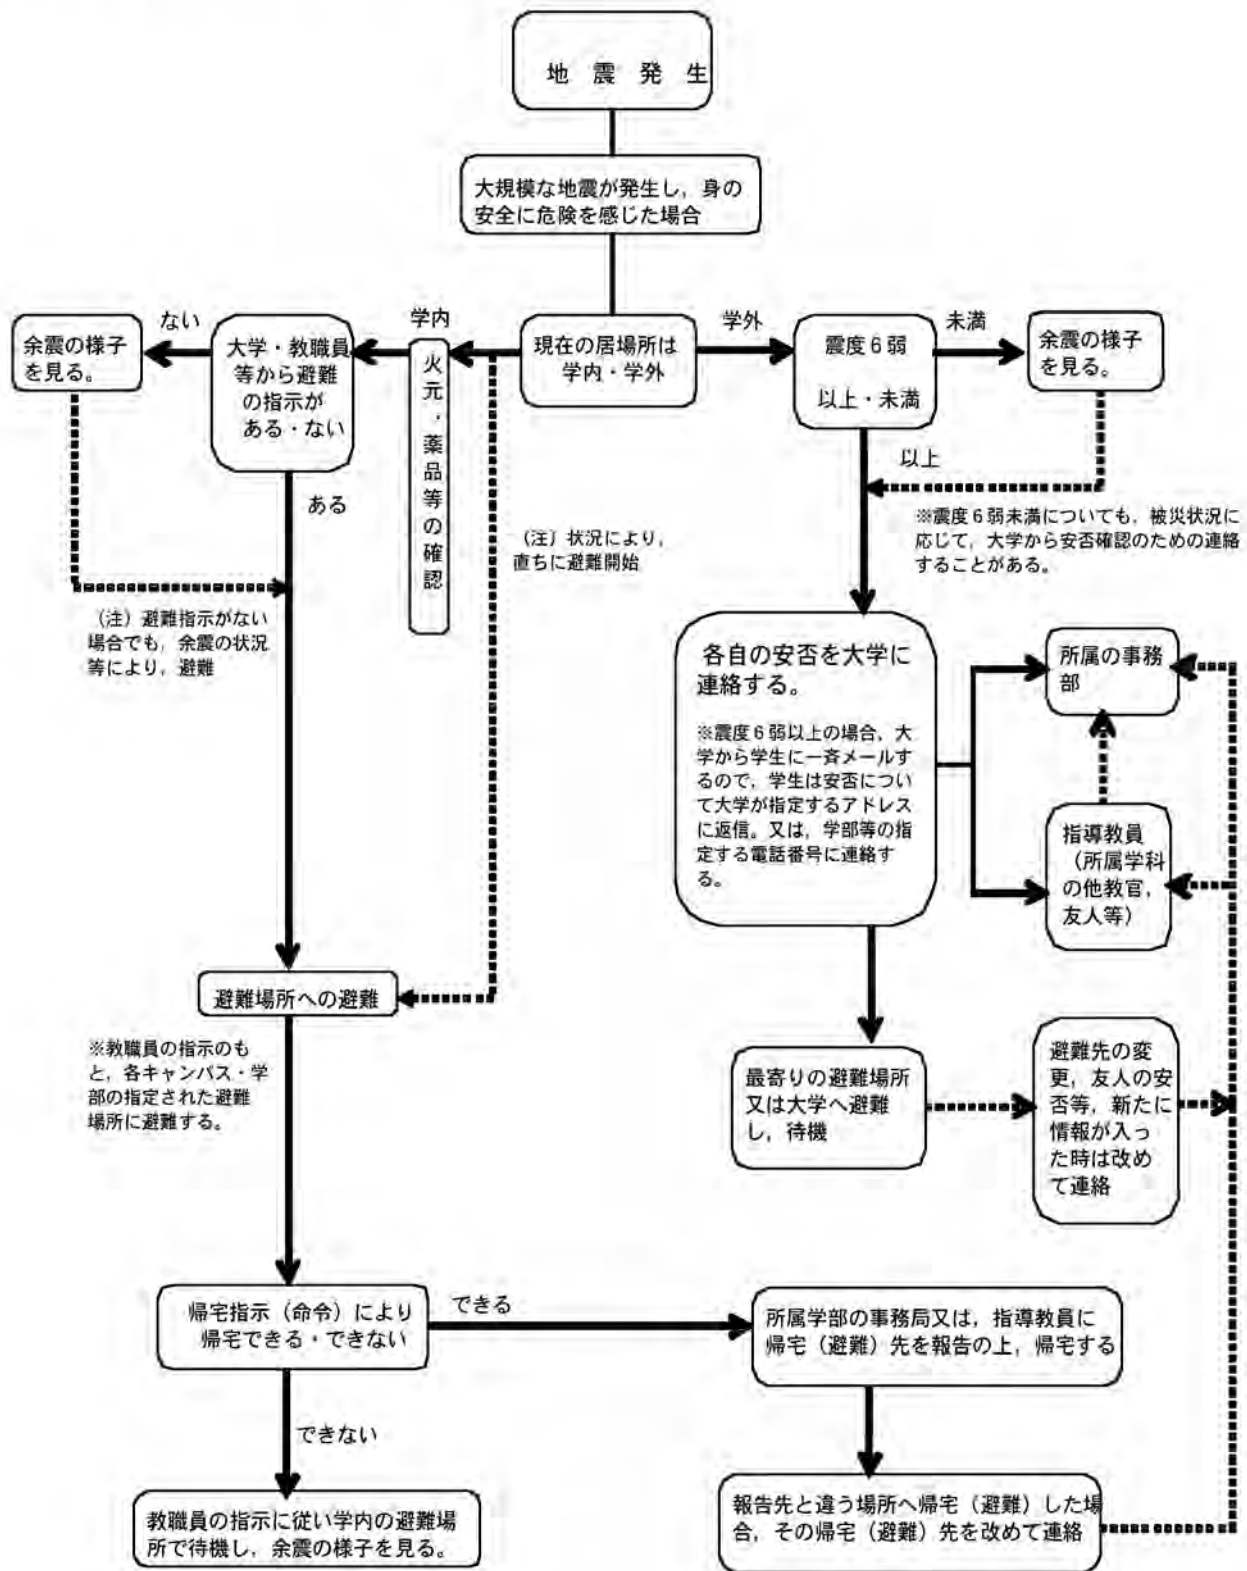 地 震 発 生
大規模な地震が発生し，身の
安全に危険を感じた場合
現在の居場所は
学内・学外
学内
学外
火元・薬品等の確認
大学・教職員
等から避難
の指示が
ある・ない
ない
余震の様子
を見る。
ある
（注）避難指示がない
場合でも，余震の状況
等により，避難
（注）状況により，
直ちに避難開始
震度６弱
以上・未満
未満
余震の様子
を見る。
以上
※震度６弱未満についても，被災状況に
応じて，大学から安否確認のための連絡
することがある。
各自の安否を大学に
連絡する。
※震度６弱以上の場合，大
学から学生に一斉メールす
るので，学生は安否につい
て大学が指定するアドレス
に返信。又は，学部等の指
定する電話番号に連絡す
る。
所属の事務
部
指導教員
（所属学科
の他教官，
友人等）
避難場所への避難
※教職員の指示のも
と，各キャンパス・学
部の指定された避難
場所に避難する。
最寄りの避難場所
又は大学へ避難
し，待機
避難先の変
更，友人の安
否等，新たに
情報が入っ
た時は改め
て連絡
帰宅指示（命令）により
帰宅できる・できない
できる
所属学部の事務局又は，指導教員に
帰宅（避難）先を報告の上，帰宅する
できない
教職員の指示に従い学内の避難場
所で待機し，余震の様子を見る。
報告先と違う場所へ帰宅（避難）した場
合，その帰宅（避難）先を改めて連絡